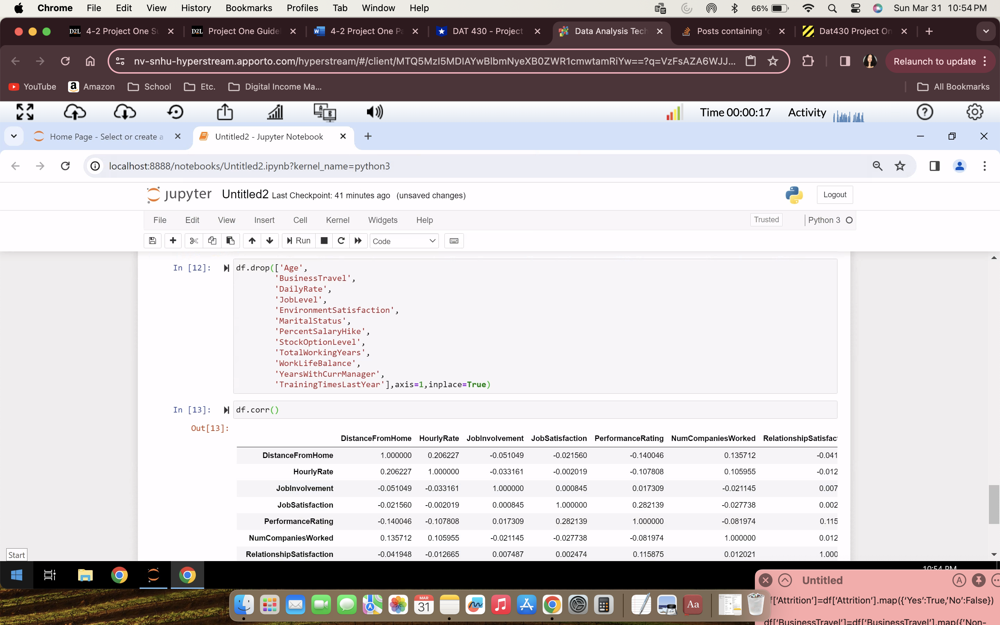 Chrome File Edit View History Bookmarks Profiles Tab Window Help 66% Sun Mar 31 10:54 PM
D2L 4-2 Project One Su D2L Project One Guide 4-2 Project One Pa DAT 430 - Project Data Analysis Tech Posts containing 'c Dat430 Project On
nv-snhu-hyperstream.apporto.com/hyperstream/#/client/MTQ5MzI5MDIAYwBlbmNyeXB0ZWR1cmwtamRiYw==?q=VzFsAZA6WJJ... Relaunch to update
YouTube Amazon School Etc. Digital Income Ma... All Bookmarks
Time 00:00:17 Activity
Home Page - Select or create a Untitled2 - Jupyter Notebook
localhost:8888/notebooks/Untitled2.ipynb?kernel_name=python3
jupyter Untitled2 Last Checkpoint: 41 minutes ago (unsaved changes) Logout
File Edit View Insert Cell Kernel Widgets Help Trusted Python 3
Run Code
In [12]: df.drop(['Age',
'BusinessTravel',
'DailyRate',
'JobLevel',
'EnvironmentSatisfaction',
'MaritalStatus',
'PercentSalaryHike',
'StockOptionLevel',
'TotalWorkingYears',
'WorkLifeBalance',
'YearsWithCurrManager',
'TrainingTimesLastYear'],axis=1,inplace=True)
In [13]: df.corr()
Out[13]:
DistanceFromHome HourlyRate JobInvolvement JobSatisfaction PerformanceRating NumCompaniesWorked RelationshipSatisfac
DistanceFromHome 1.000000 0.206227 -0.051049 -0.021560 -0.140046 0.135712 -0.041
HourlyRate 0.206227 1.000000 -0.033161 -0.002019 -0.107808 0.105955 -0.012
JobInvolvement -0.051049 -0.033161 1.000000 0.000845 0.017309 -0.021145 0.007
JobSatisfaction -0.021560 -0.002019 0.000845 1.000000 0.282139 -0.027738 0.002
PerformanceRating -0.140046 -0.107808 0.017309 0.282139 1.000000 -0.081974 0.115
NumCompaniesWorked 0.135712 0.105955 -0.021145 -0.027738 -0.081974 1.000000 0.012
RelationshipSatisfaction -0.041948 -0.012665 0.007487 0.002474 0.115875 0.012021 1.000
Start
10:54 PM
Untitled
MAR
31
Aa
f['Attrition']=df['Attrition'].map({'Yes':True,'No':False})
df['BusinessTravel']=df['BusinessTravel'].map({'Non-